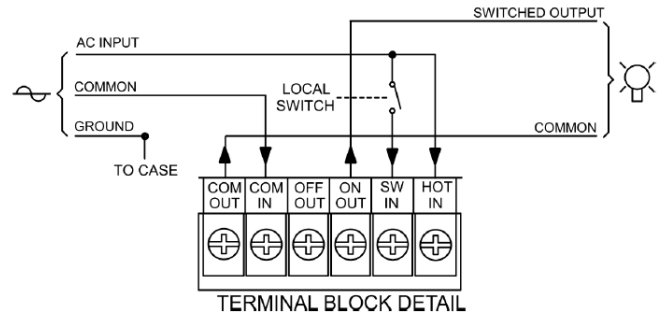 SWITCHED OUTPUT
AC INPUT
COMMON
LOCAL
SWITCH
GROUND
COMMON
TO CASE
COM OUT
COM IN
OFF OUT
ON OUT
SW IN
HOT IN
TERMINAL BLOCK DETAIL